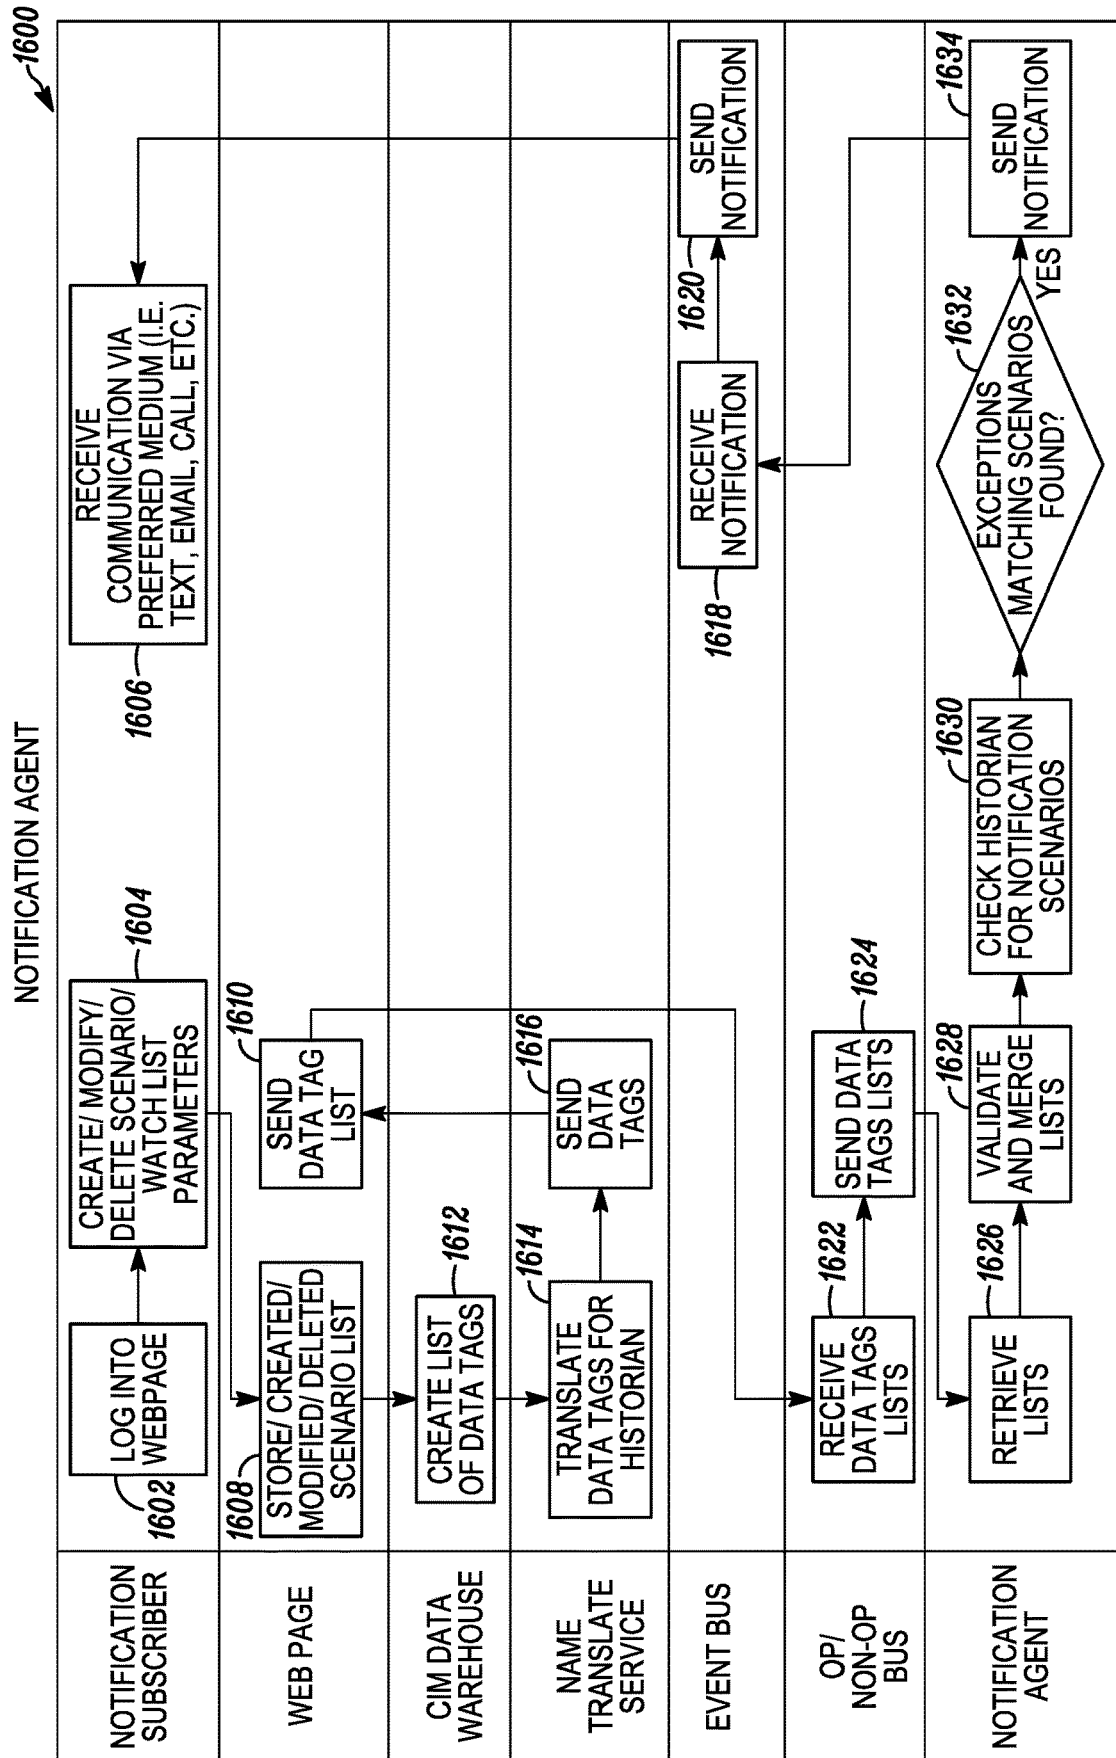 NOTIFICATION AGENT
1600
NOTIFICATION
SUBSCRIBER
LOG INTO
WEBPAGE
1602
CREATE/ MODIFY/
DELETE SCENARIO/
WATCH LIST
PARAMETERS
1604
RECEIVE
COMMUNICATION VIA
PREFERRED MEDIUM (I.E.
TEXT, EMAIL, CALL, ETC.)
1606
WEB PAGE
1608
STORE/ CREATED/
MODIFIED/ DELETED
SCENARIO LIST
1610
SEND
DATA TAG
LIST
CIM DATA
WAREHOUSE
CREATE LIST
OF DATA TAGS
1612
NAME
TRANSLATE
SERVICE
1614
TRANSLATE
DATA TAGS FOR
HISTORIAN
1616
SEND
DATA
TAGS
EVENT BUS
RECEIVE
NOTIFICATION
1618
SEND
NOTIFICATION
1620
OP/
NON-OP
BUS
1622
RECEIVE
DATA TAGS
LISTS
1624
SEND DATA
TAGS LISTS
NOTIFICATION
AGENT
1626
RETRIEVE
LISTS
1628
VALIDATE
AND MERGE
LISTS
1630
CHECK HISTORIAN
FOR NOTIFICATION
SCENARIOS
1632
EXCEPTIONS
MATCHING SCENARIOS
FOUND?
YES
1634
SEND
NOTIFICATION